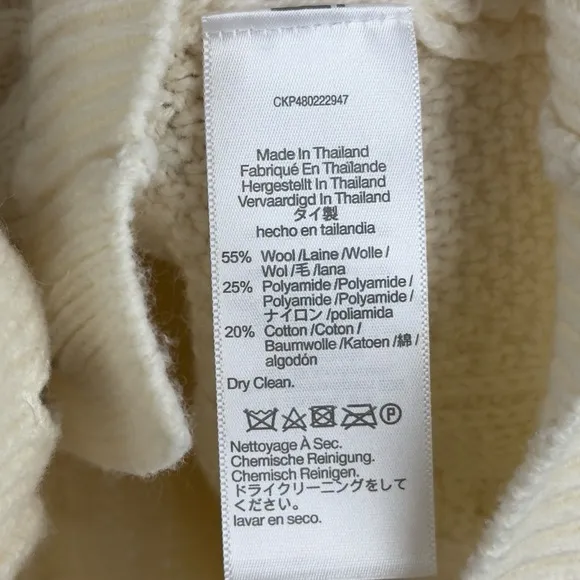 CKP480222947
Made In Thailand
Fabriqué En Thaïlande
Hergestellt In Thailand
Vervaardigd In Thailand
タイ製
hecho en tailandia
55% Wool /Laine /Wolle /
Wol /毛 /lana
25% Polyamide /Polyamide /
Polyamide /Polyamide /
ナイロン /poliamida
20% Cotton /Coton /
Baumwolle /Katoen /綿 /
algodón
Dry Clean.
P
Nettoyage À Sec.
Chemische Reinigung.
Chemisch Reinigen.
ドライクリーニングをして
ください。
lavar en seco.